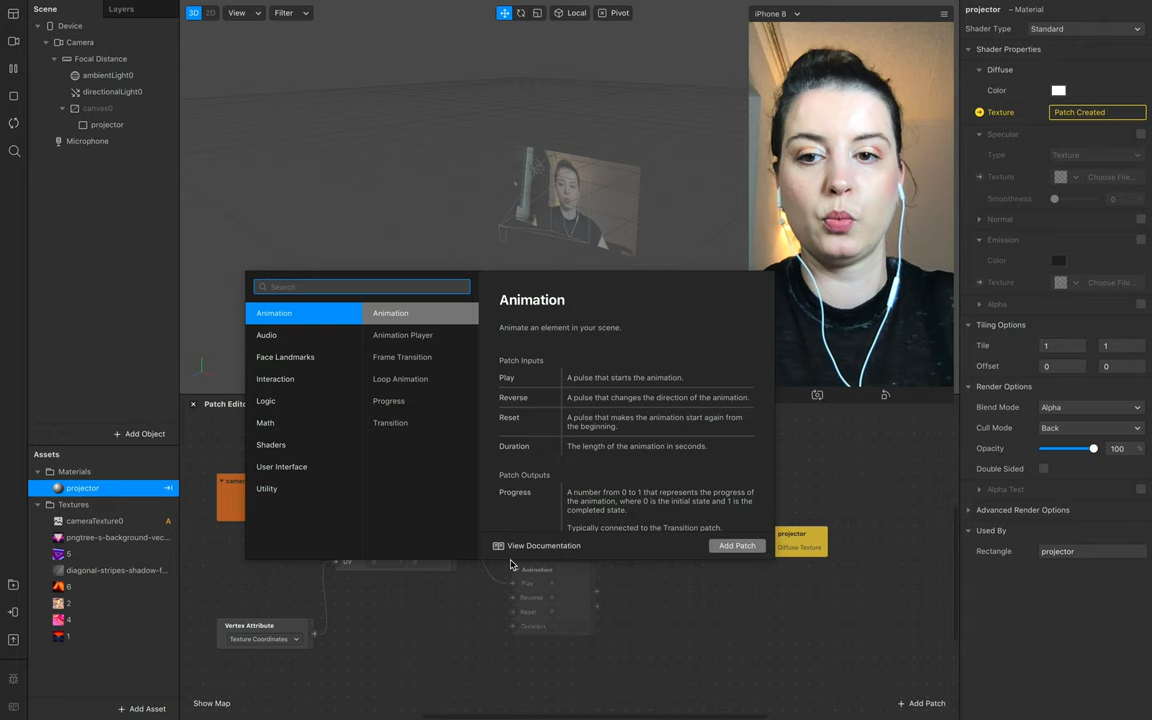 Scene
Layers
Device
Camera
Focal Distance
ambientLight0
directionalLight0
canvas0
projector
Microphone
+ Add Object
Assets
Materials
projector
Textures
cameraTexture0 A
pngtree-s-background-vec...
5
diagonal-stripes-shadow-f...
6
2
4
1
+ Add Asset
3D 2D View Filter
Local Pivot
iPhone 8
Patch Edito
Search
Animation
Audio
Face Landmarks
Interaction
Logic
Math
Shaders
User Interface
Utility
Animation
Animation Player
Frame Transition
Loop Animation
Progress
Transition
Animation
Animate an element in your scene.
Patch Inputs
Play A pulse that starts the animation.
Reverse A pulse that changes the direction of the animation.
Reset A pulse that makes the animation start again from
the beginning.
Duration The length of the animation in seconds.
Patch Outputs
Progress A number from 0 to 1 that represents the progress of
the animation, where 0 is the initial state and 1 is the
completed state.
Typically connected to the Transition patch.
View Documentation
Add Patch
came
UV 0 0
Vertex Attribute
Texture Coordinates
Animation
Play
Reverse
Reset
Duration
projector
Diffuse Texture
Show Map
+ Add Patch
projector – Material
Shader Type Standard
Shader Properties
Diffuse
Color
Texture Patch Created
Specular
Type Texture
Texture Choose File...
Smoothness 0
Normal
Emission
Color
Texture Choose File...
Alpha
Tiling Options
Tile 1 1
Offset 0 0
Render Options
Blend Mode Alpha
Cull Mode Back
Opacity 100 %
Double Sided
Alpha Test
Advanced Render Options
Used By
Rectangle projector